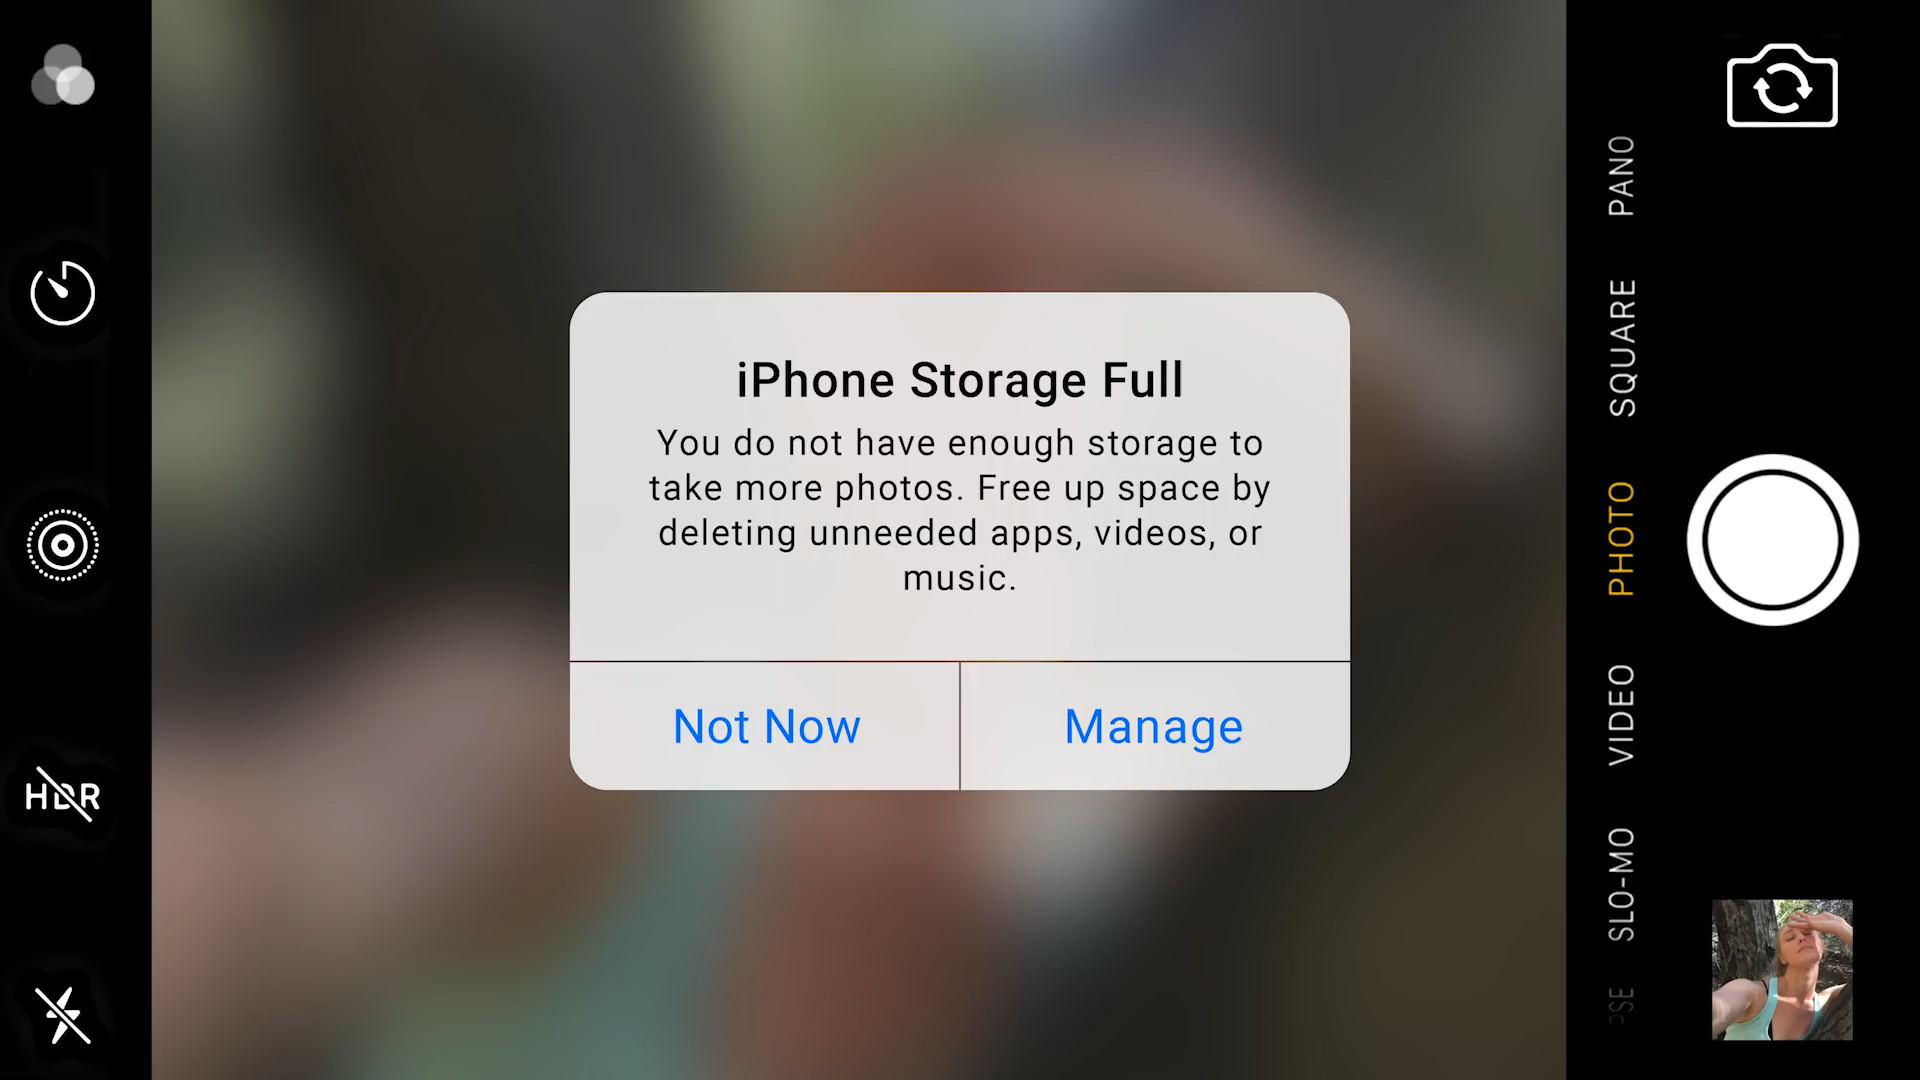 iPhone Storage Full
You do not have enough storage to
take more photos. Free up space by
deleting unneeded apps, videos, or
music.
Not Now
Manage
HDR
PANO
SQUARE
PHOTO
VIDEO
SLO-MO